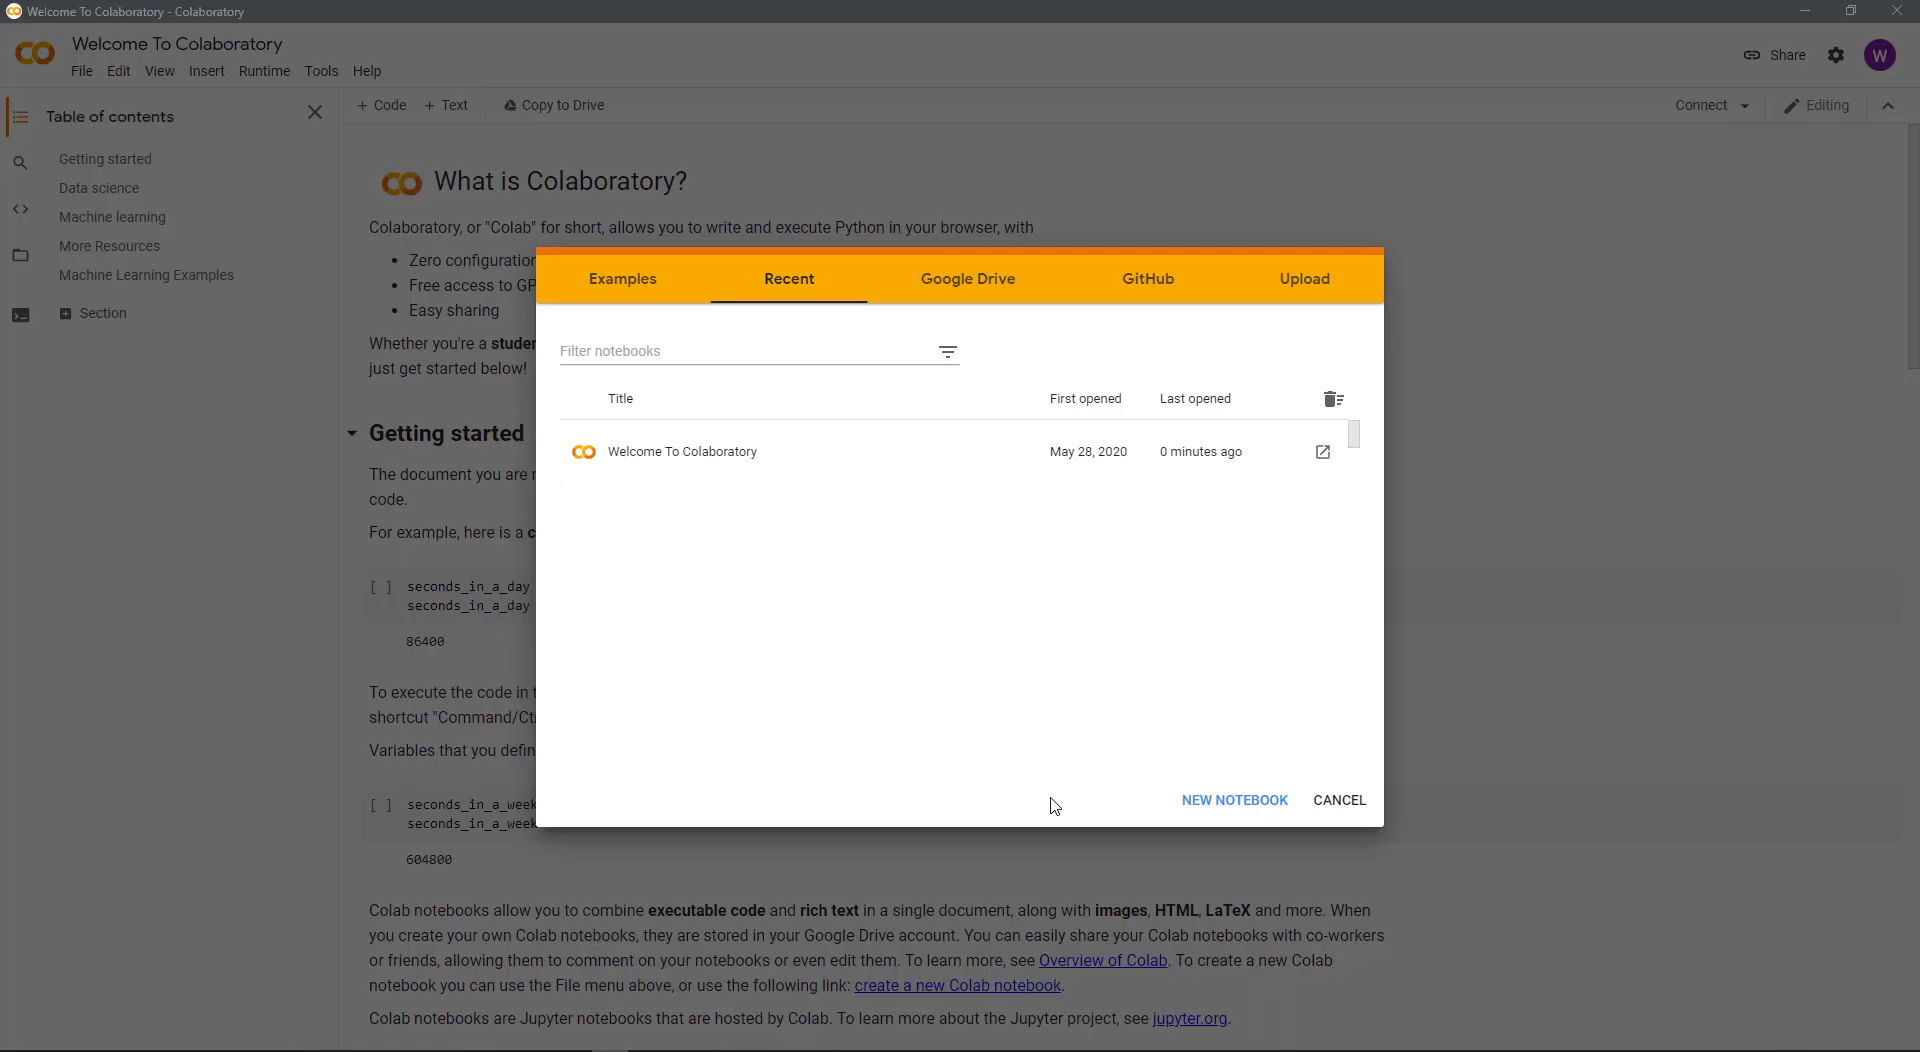 Welcome To Colaboratory - Colaboratory
Welcome To Colaboratory
File Edit View Insert Runtime Tools Help
Share
W
Table of contents
Getting started
Data science
Machine learning
More Resources
Machine Learning Examples
Section
+ Code + Text Copy to Drive
Connect
Editing
What is Colaboratory?
Colaboratory, or "Colab" for short, allows you to write and execute Python in your browser, with
• Zero configuration
• Free access to GP
• Easy sharing
Whether you're a studen
just get started below!
Getting started
The document you are r
code.
For example, here is a c
[ ] seconds_in_a_day
seconds_in_a_day
86400
To execute the code in t
shortcut "Command/Ct
Variables that you defin
[ ] seconds_in_a_week
seconds_in_a_week
604800
Colab notebooks allow you to combine executable code and rich text in a single document, along with images, HTML, LaTeX and more. When
you create your own Colab notebooks, they are stored in your Google Drive account. You can easily share your Colab notebooks with co-workers
or friends, allowing them to comment on your notebooks or even edit them. To learn more, see Overview of Colab. To create a new Colab
notebook you can use the File menu above, or use the following link: create a new Colab notebook.
Colab notebooks are Jupyter notebooks that are hosted by Colab. To learn more about the Jupyter project, see jupyter.org.
Examples Recent Google Drive GitHub Upload
Filter notebooks
Title First opened Last opened
Welcome To Colaboratory May 28, 2020 0 minutes ago
NEW NOTEBOOK CANCEL